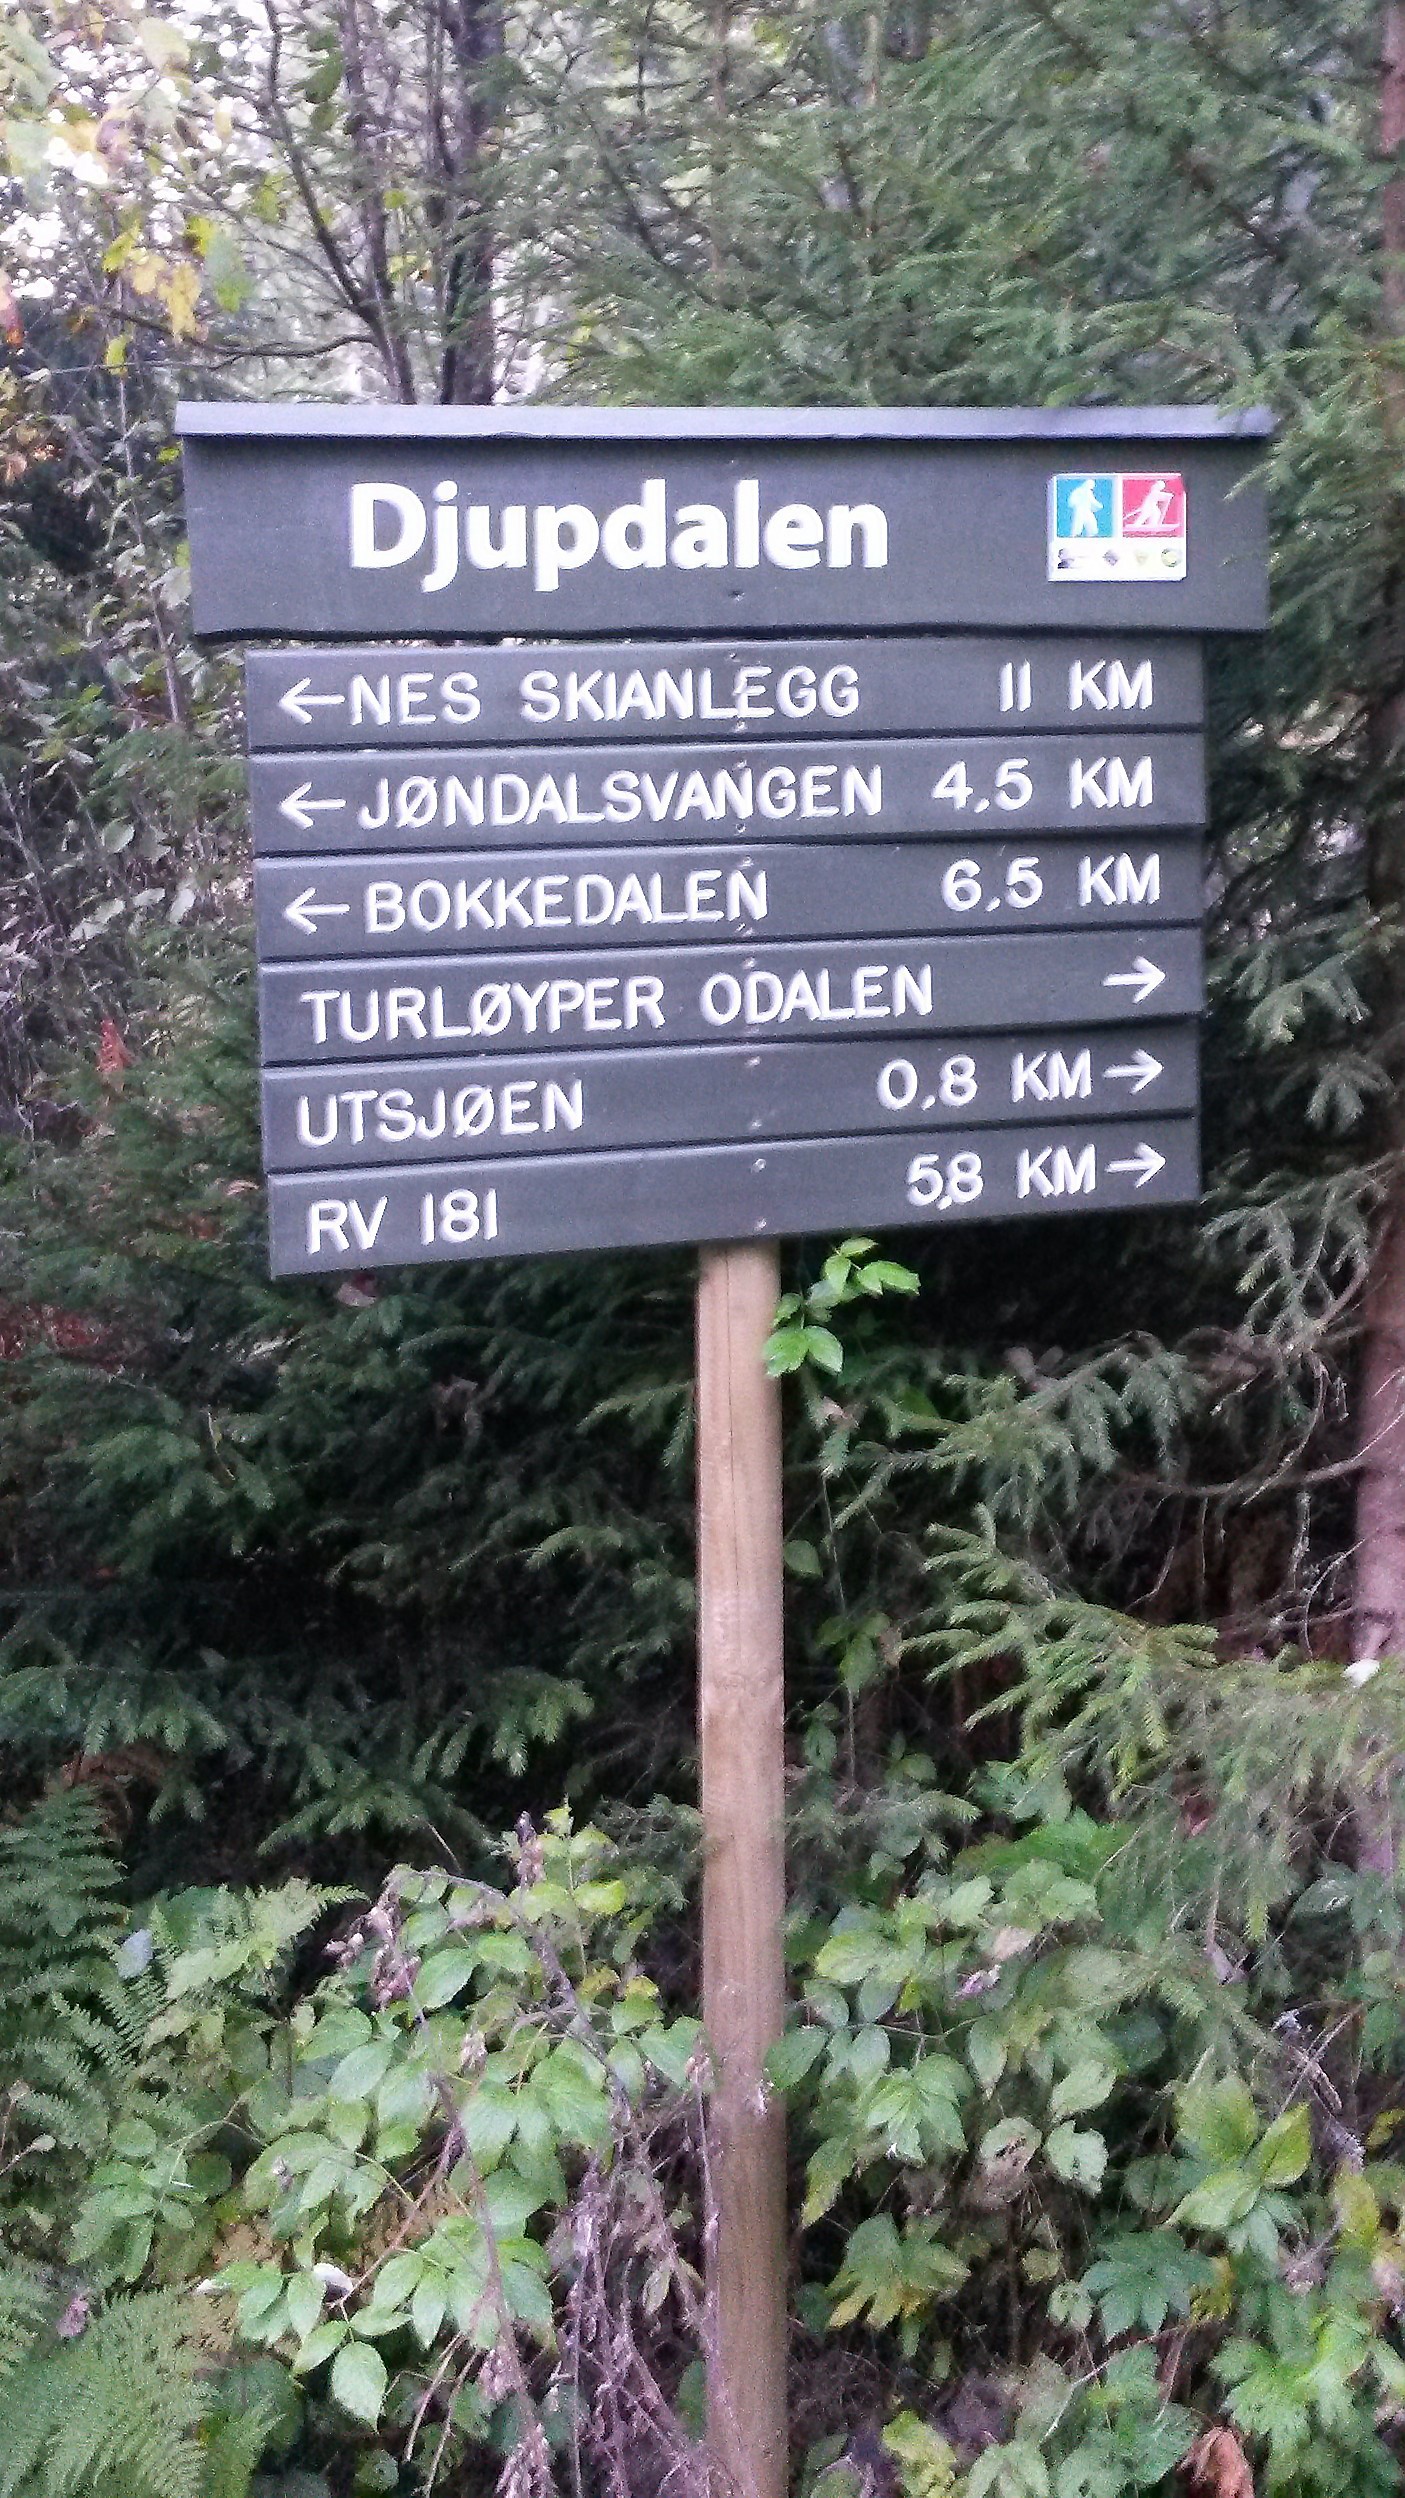 Djupdalen
←NES SKIANLEGG 11 KM
←JØNDALSVANGEN 4,5 KM
←BOKKEDALEN 6,5 KM
TURLØYPER ODALEN →
UTSJØEN 0,8 KM→
RV 181 5,8 KM→